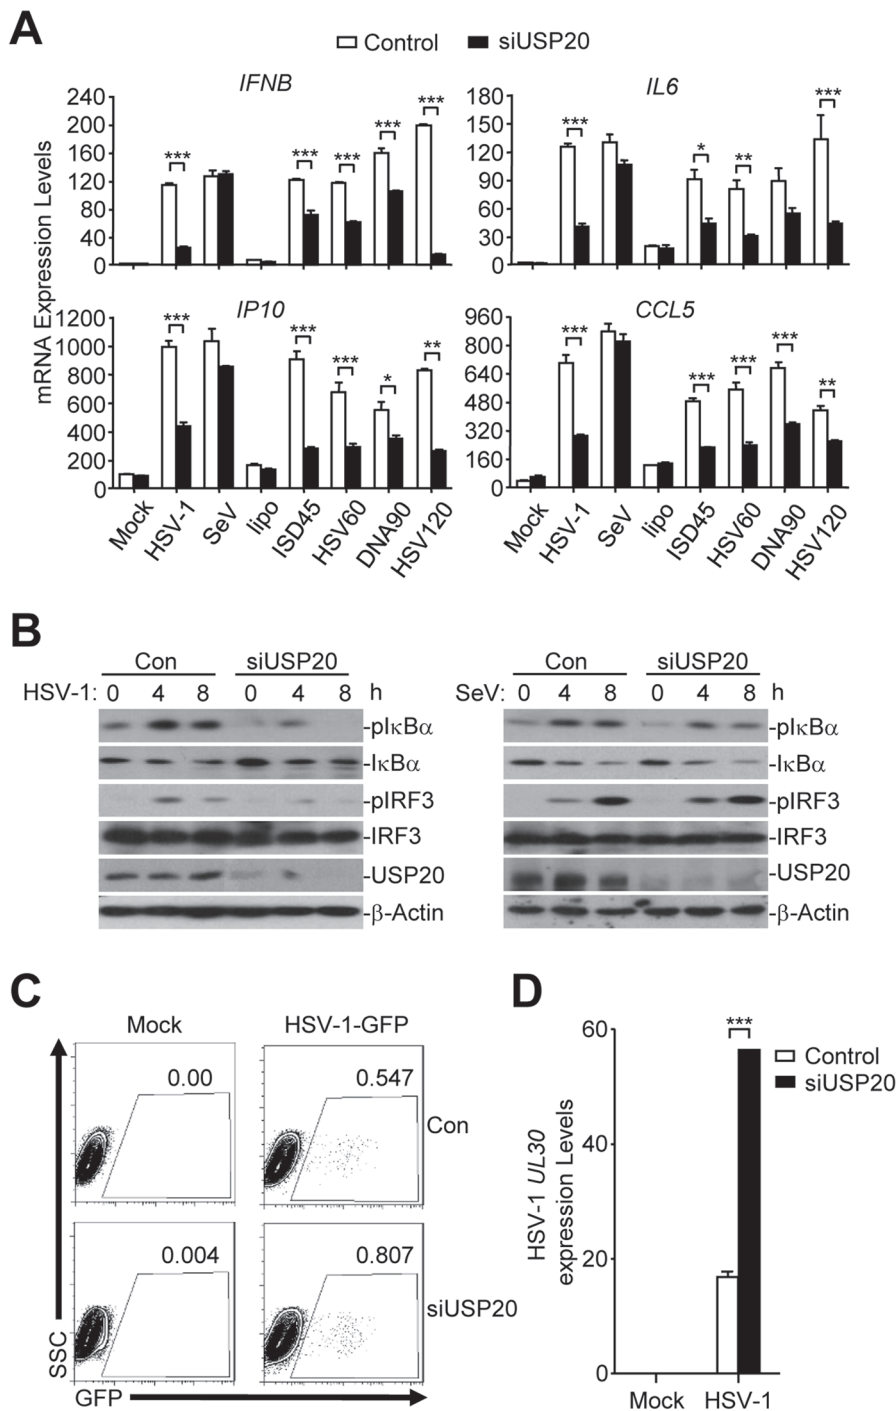 A
Control siUSP20
IFNB
mRNA Expression Levels
240
200
160
120
80
40
0
***
***
***
***
***
IL6
180
150
120
90
60
30
0
***
*
**
***
IP10
1200
1000
800
600
400
200
0
***
***
***
*
**
CCL5
960
800
640
480
320
160
0
***
***
***
***
**
Mock HSV-1 SeV lipo ISD45 HSV60 DNA90 HSV120
Mock HSV-1 SeV lipo ISD45 HSV60 DNA90 HSV120
B
Con siUSP20
HSV-1: 0 4 8 0 4 8 h
-pIκBα
-IκBα
-pIRF3
-IRF3
-USP20
-β-Actin
Con siUSP20
SeV: 0 4 8 0 4 8 h
-pIκBα
-IκBα
-pIRF3
-IRF3
-USP20
-β-Actin
C
Mock HSV-1-GFP
0.00 0.547
Con
0.004 0.807
siUSP20
SSC
GFP
D
HSV-1 UL30
expression Levels
60
40
20
0
***
Control
siUSP20
Mock HSV-1